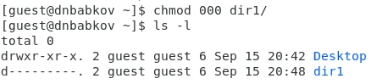 [guest@dnbabkov ~]$ chmod 000 dir1/
[guest@dnbabkov ~]$ ls -l
total 0
drwxr-xr-x. 2 guest guest 6 Sep 15 20:42 Desktop
d---------. 2 guest guest 6 Sep 15 20:48 dir1